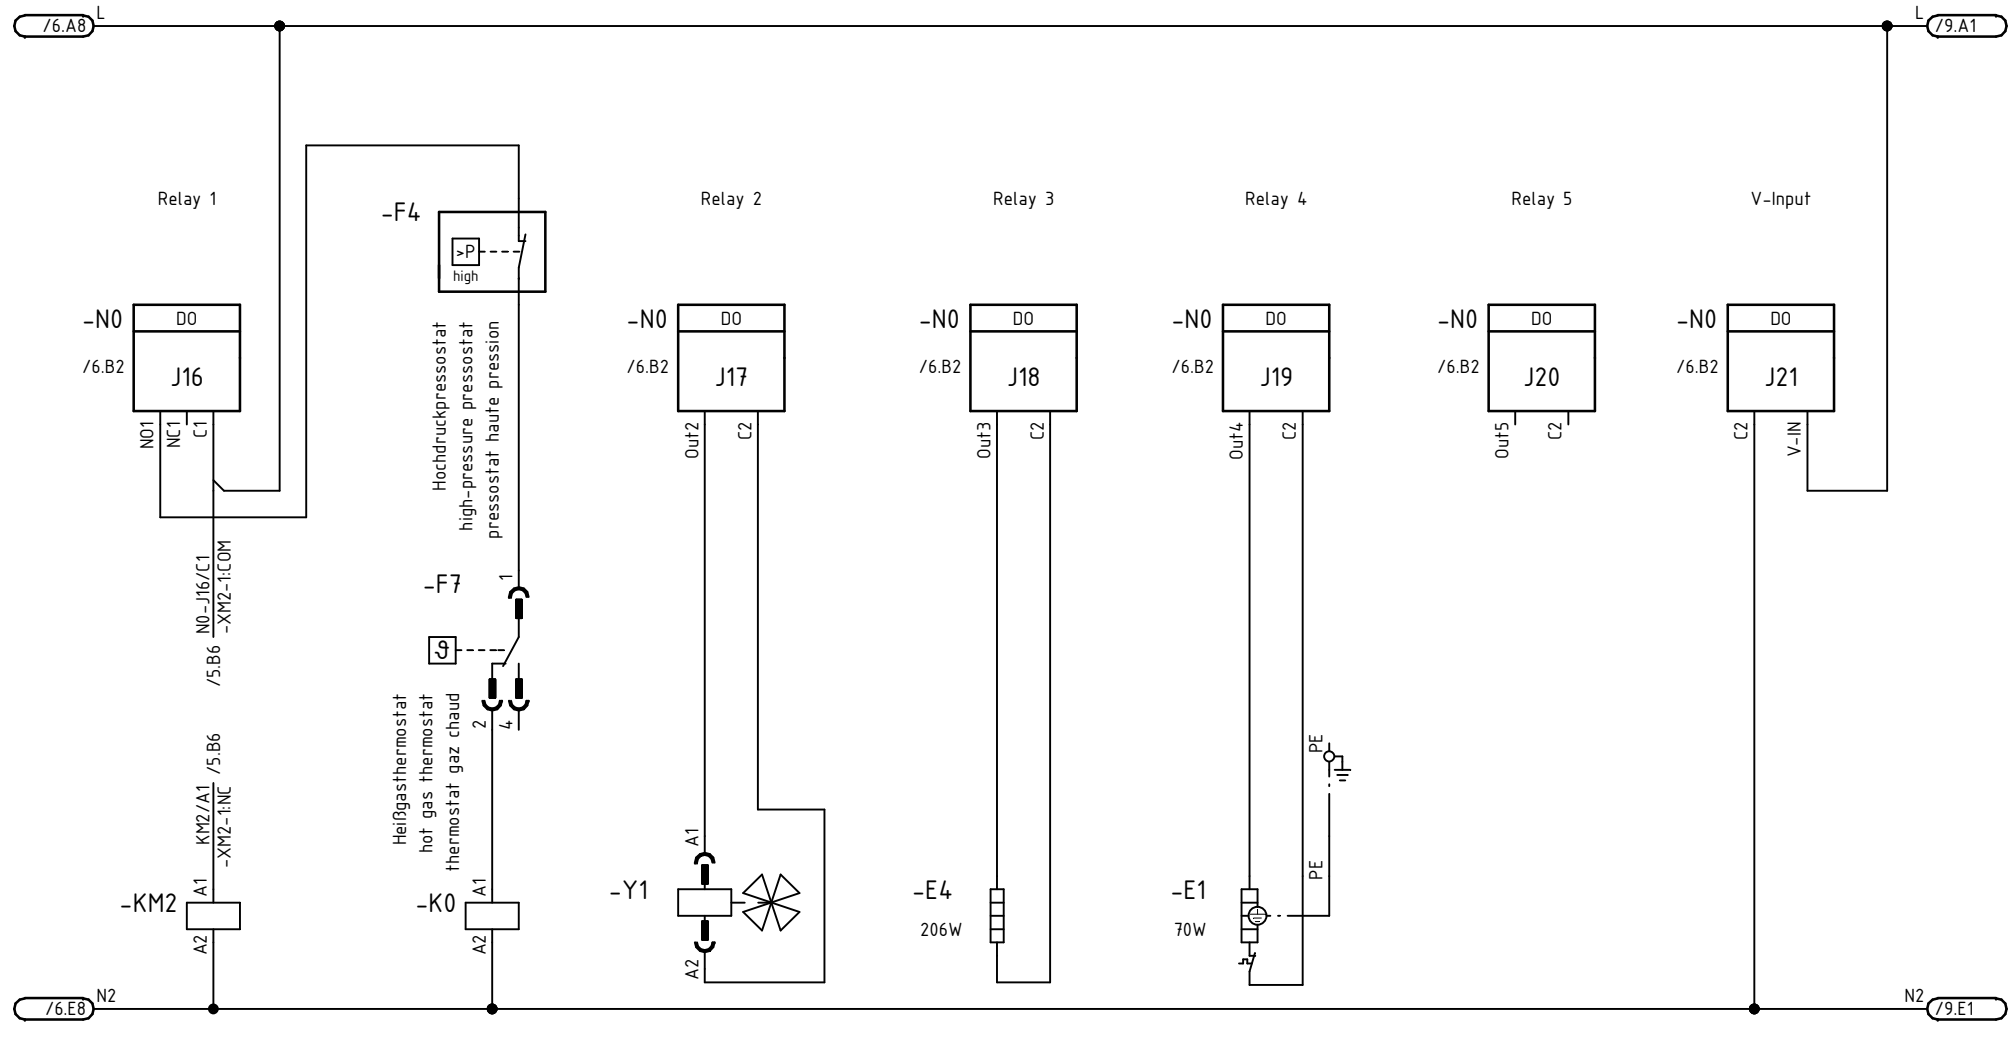 L
/6.A8
L
/9.A1
Relay 1
Relay 2
Relay 3
Relay 4
Relay 5
V-Input
-F4
>P
high
-N0
DO
/6.B2
J16
NO1
NC1
C1
-N0
DO
/6.B2
J17
Out2
C2
-N0
DO
/6.B2
J18
Out3
C2
-N0
DO
/6.B2
J19
Out4
C2
-N0
DO
/6.B2
J20
Out5
C2
-N0
DO
/6.B2
J21
C2
V-IN
Hochdruckpressostat
high-pressure pressostat
pressostat haute pression
N0-J16/C1
-XM2-1:COM
/5.B6
-F7
1
ϑ
2
4
Heißgasthermostat
hot gas thermostat
thermostat gaz chaud
/5.B6
KM2/A1
-XM2-1:NC
A1
-KM2
A2
A1
-K0
A2
A1
-Y1
A2
-E4
206W
-E1
70W
PE
PE
N2
/6.E8
N2
/9.E1